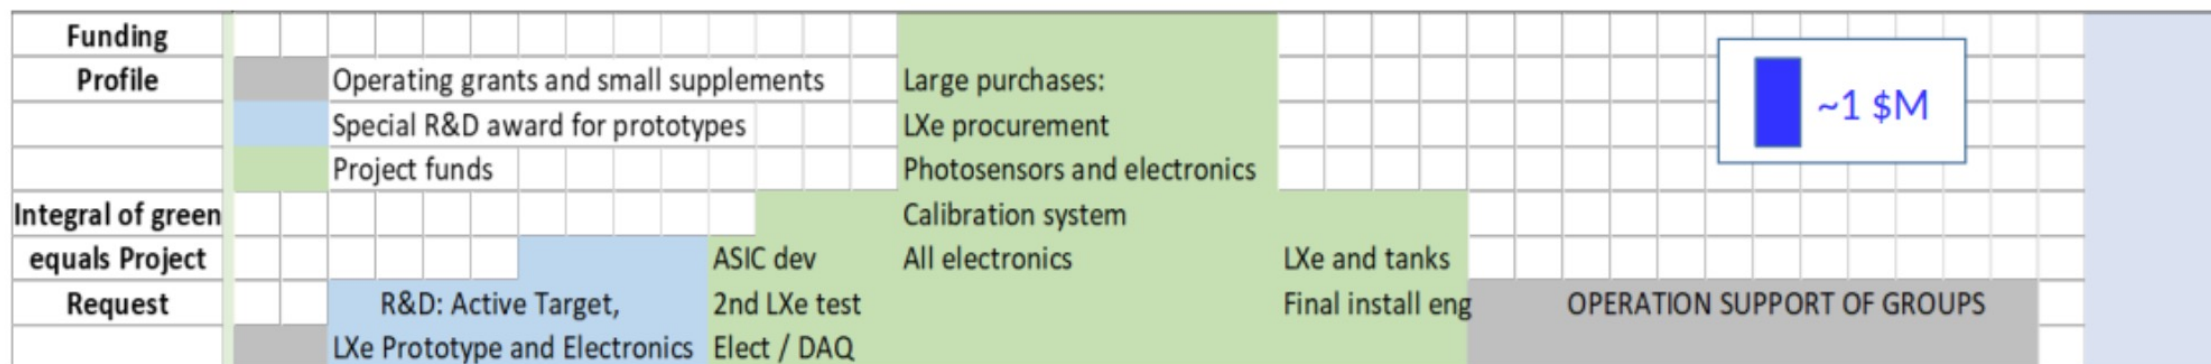 Funding
Profile
Operating grants and small supplements
Large purchases:
~1 $M
Special R&D award for prototypes
LXe procurement
Project funds
Photosensors and electronics
Integral of green
Calibration system
equals Project
ASIC dev
All electronics
LXe and tanks
Request
R&D: Active Target,
2nd LXe test
Final install eng
OPERATION SUPPORT OF GROUPS
LXe Prototype and Electronics
Elect / DAQ